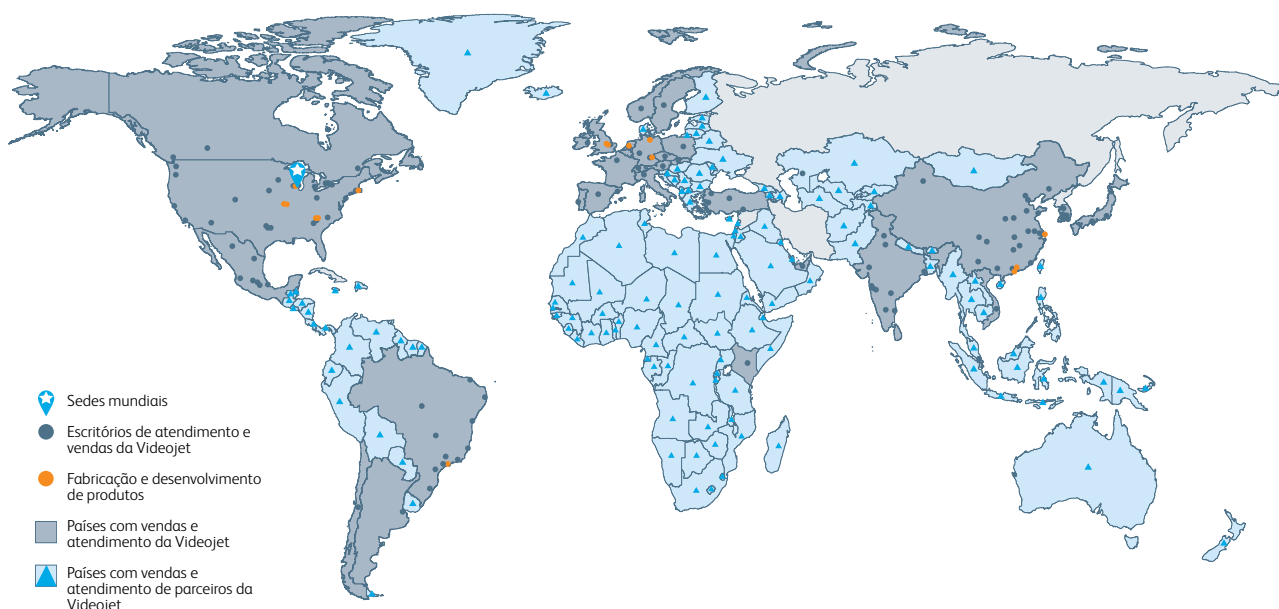 Sedes mundiais
Escritórios de atendimento e
vendas da Videojet
Fabricação e desenvolvimento
de produtos
Países com vendas e
atendimento da Videojet
Países com vendas e
atendimento de parceiros da
Videojet